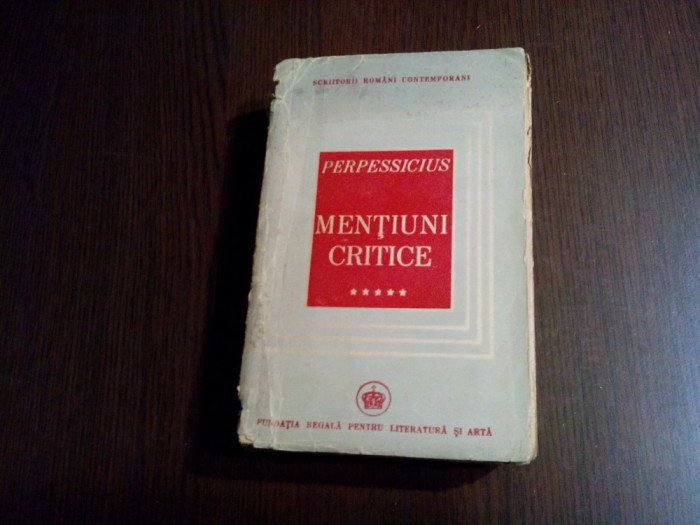 SCRIITORII ROMÂNI CONTEMPORANI
PERPESSICIUS
MENŢIUNI
CRITICE
★★★★★
FUNDAŢIA REGALĂ PENTRU LITERATURĂ ŞI ARTĂ